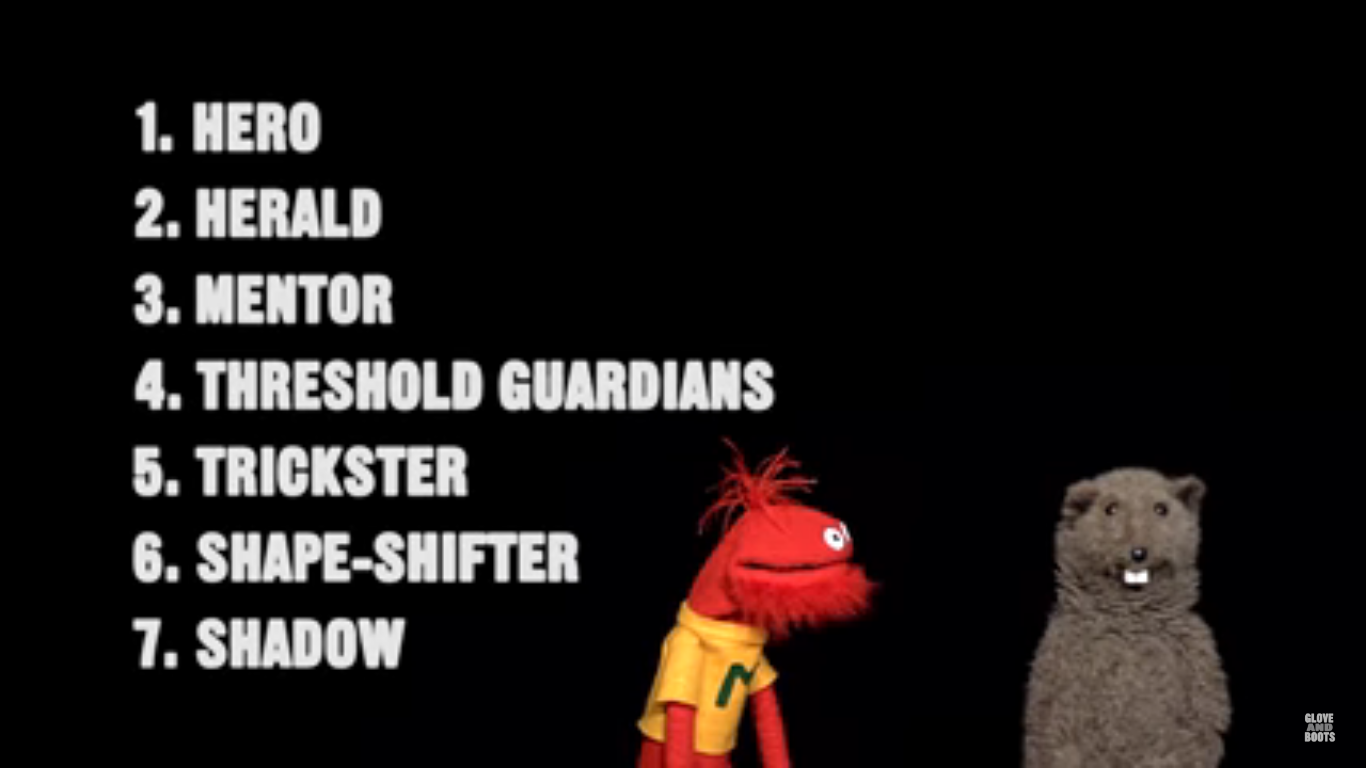 1. HERO
2. HERALD
3. MENTOR
4. THRESHOLD GUARDIANS
5. TRICKSTER
6. SHAPE-SHIFTER
7. SHADOW
GLOVE
AND
BOOTS